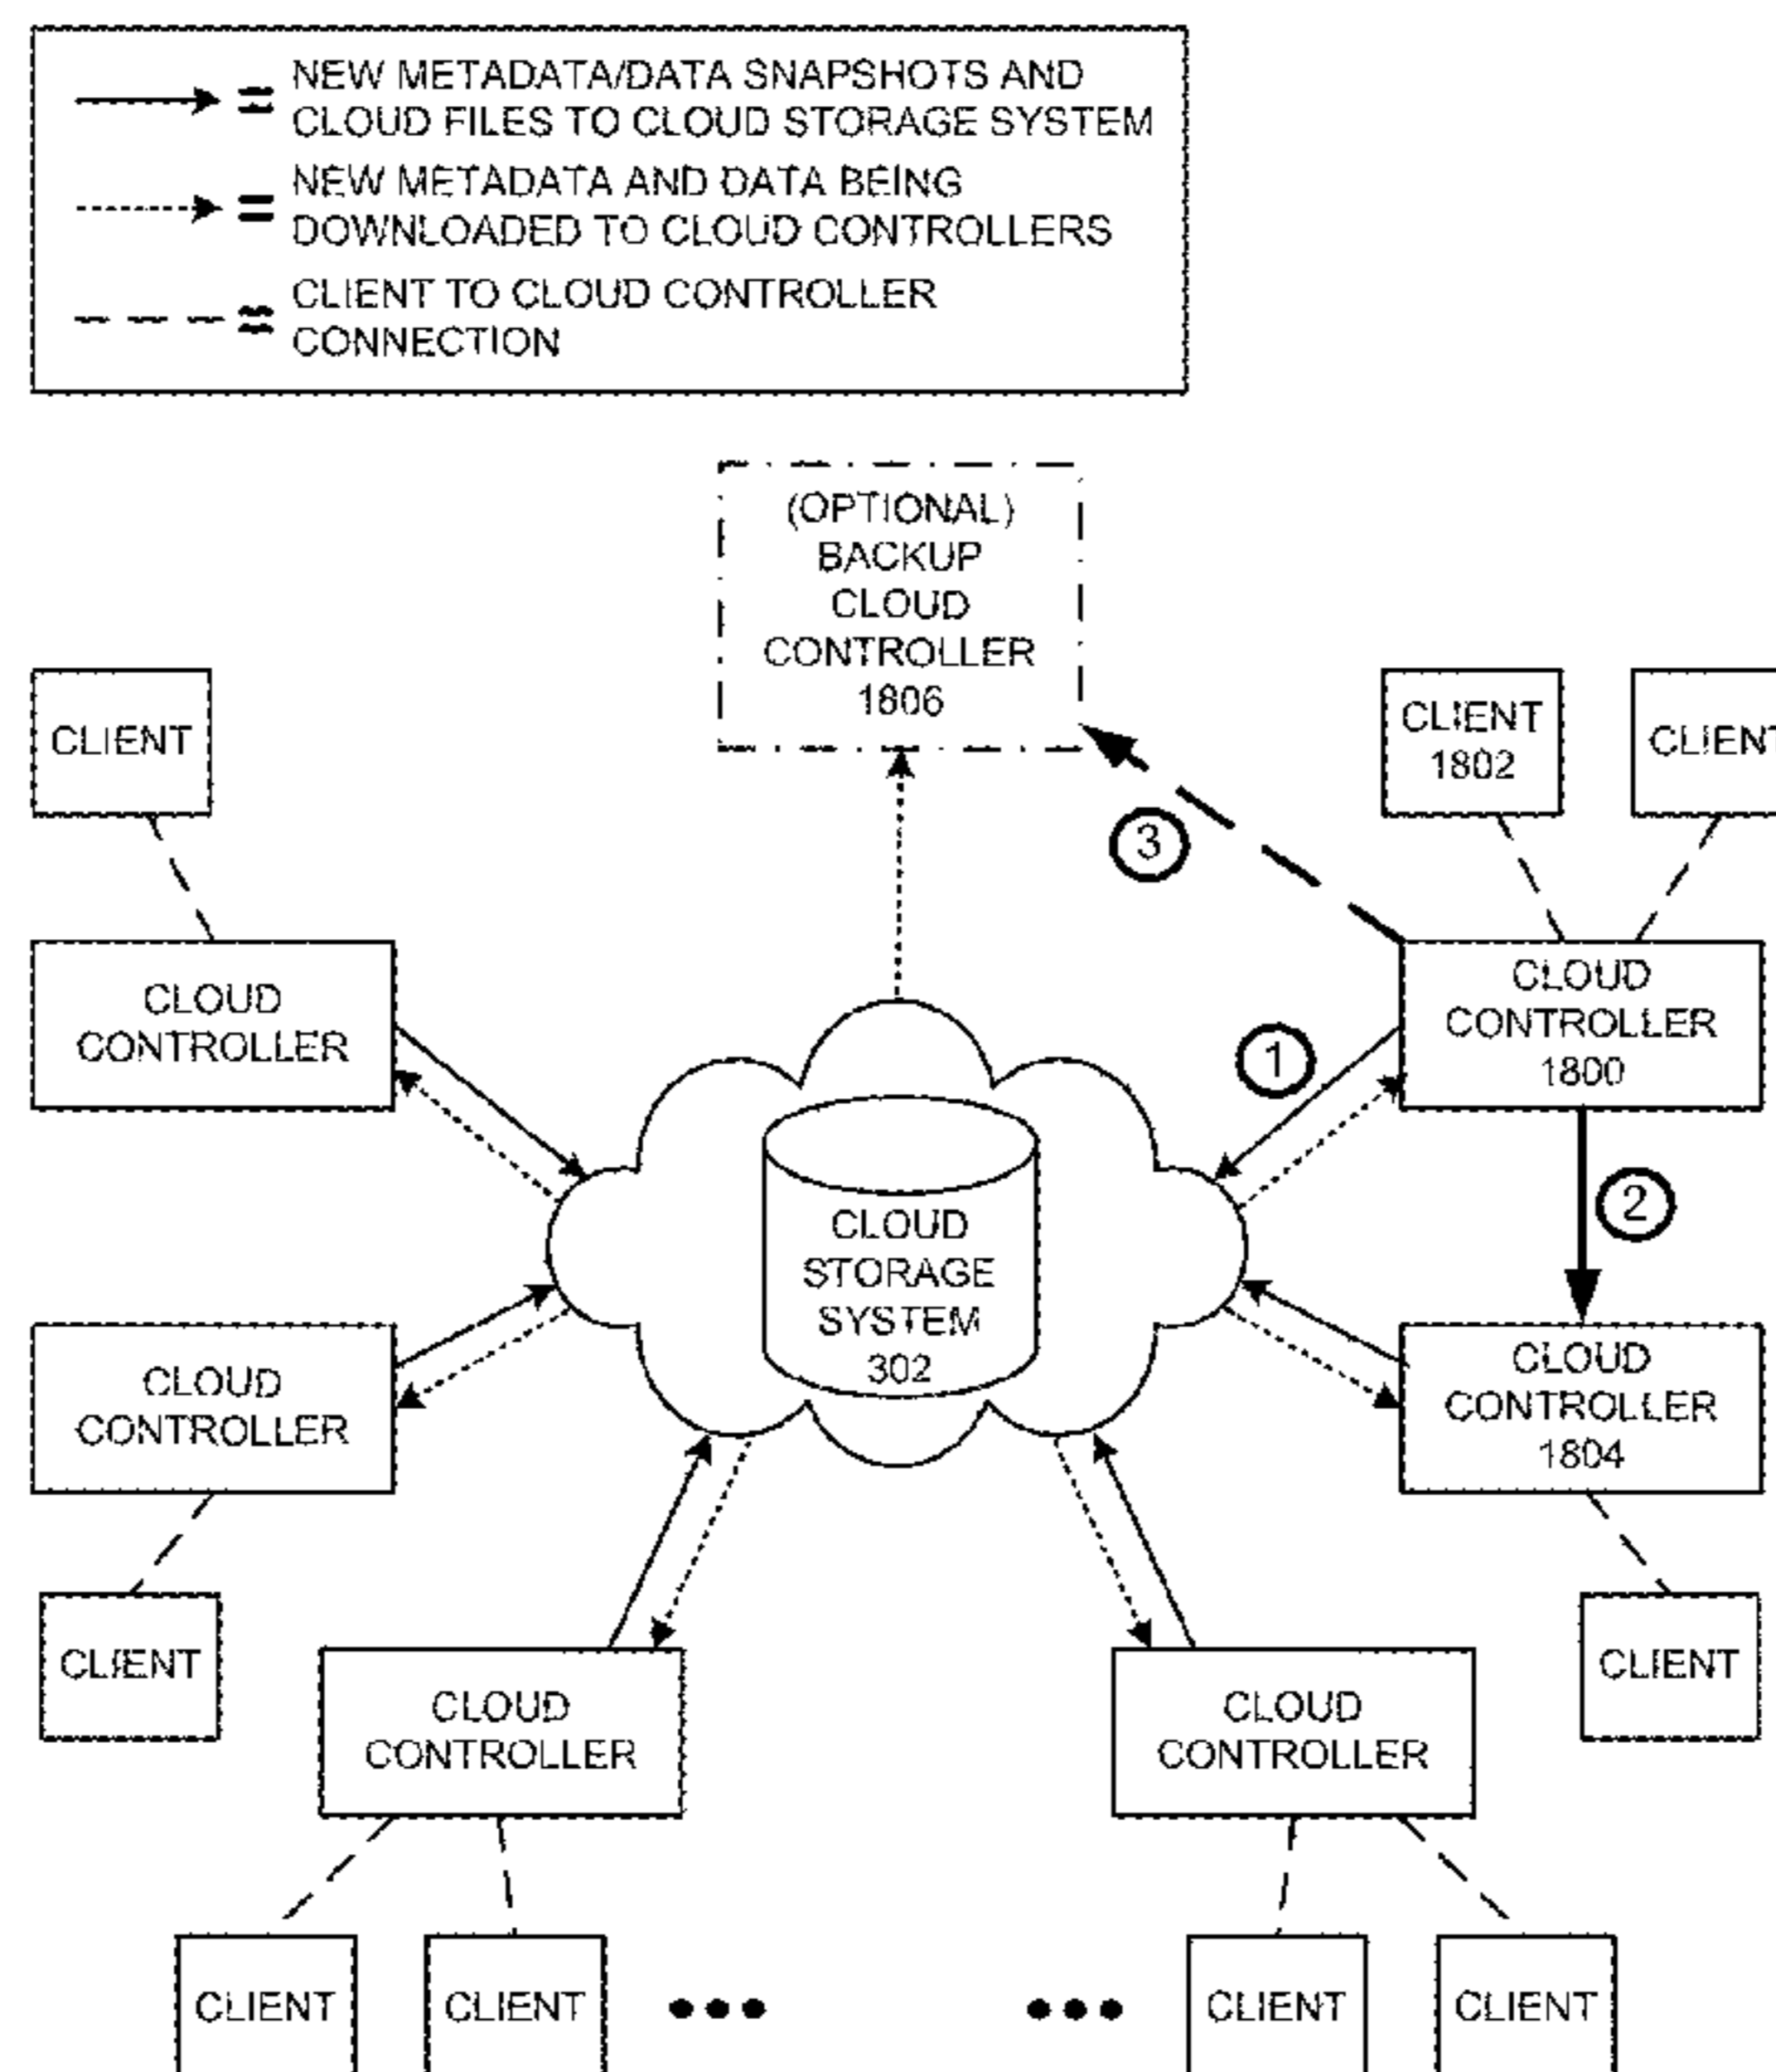 = NEW METADATA/DATA SNAPSHOTS AND
CLOUD FILES TO CLOUD STORAGE SYSTEM
= NEW METADATA AND DATA BEING
DOWNLOADED TO CLOUD CONTROLLERS
= CLIENT TO CLOUD CONTROLLER
CONNECTION
(OPTIONAL)
BACKUP
CLOUD
CONTROLLER
1806
CLIENT
CLIENT
1802
CLIENT
3
CLOUD
CONTROLLER
1
CLOUD
CONTROLLER
1800
2
CLOUD
STORAGE
SYSTEM
302
CLOUD
CONTROLLER
CLOUD
CONTROLLER
1804
CLIENT
CLIENT
CLOUD
CONTROLLER
CLOUD
CONTROLLER
CLIENT
CLIENT
•••
•••
CLIENT
CLIENT